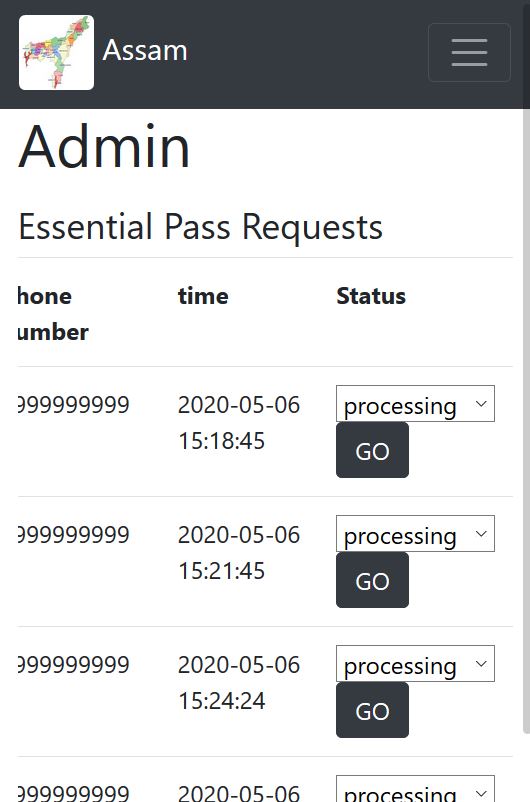 Assam
Admin
Essential Pass Requests
hone time Status
umber
999999999 2020-05-06 processing
15:18:45 GO
999999999 2020-05-06 processing
15:21:45 GO
999999999 2020-05-06 processing
15:24:24 GO
999999999 2020-05-06 processing